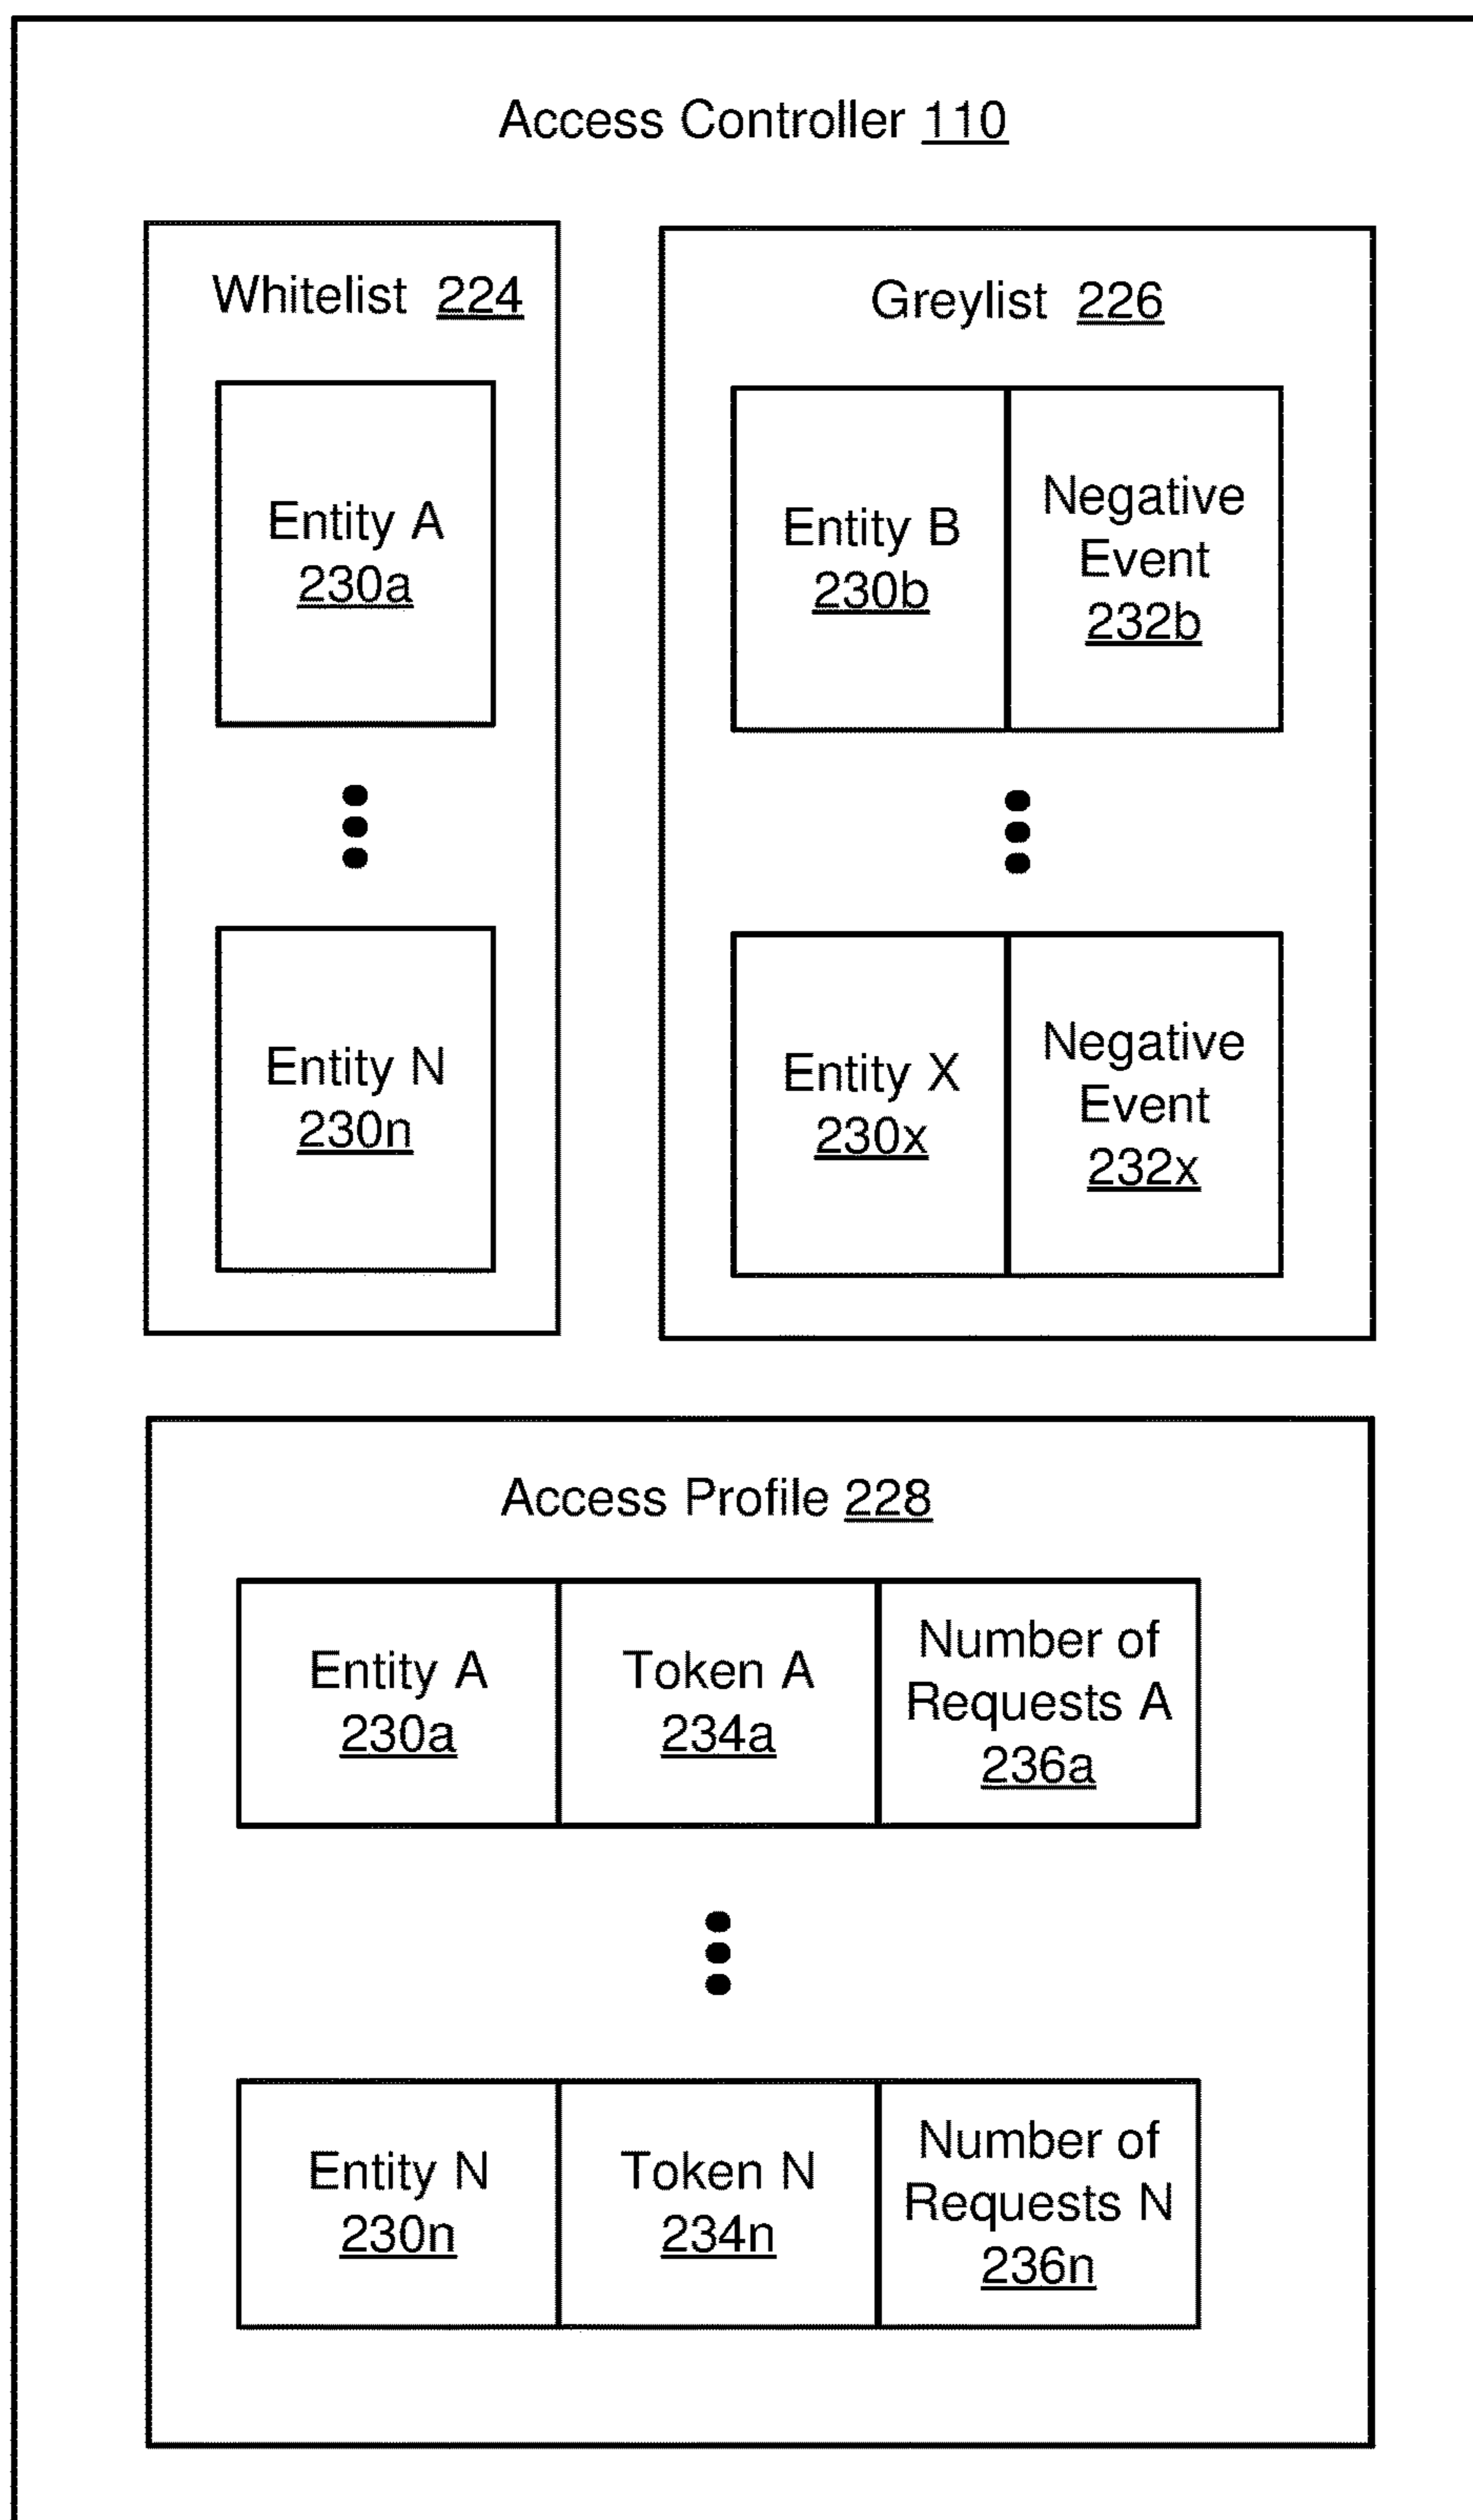 Access Controller 110
Whitelist 224
Entity A
230a
Entity N
230n
Greylist 226
Entity B
230b
Negative
Event
232b
Entity X
230x
Negative
Event
232x
Access Profile 228
Entity A
230a
Token A
234a
Number of
Requests A
236a
Entity N
230n
Token N
234n
Number of
Requests N
236n